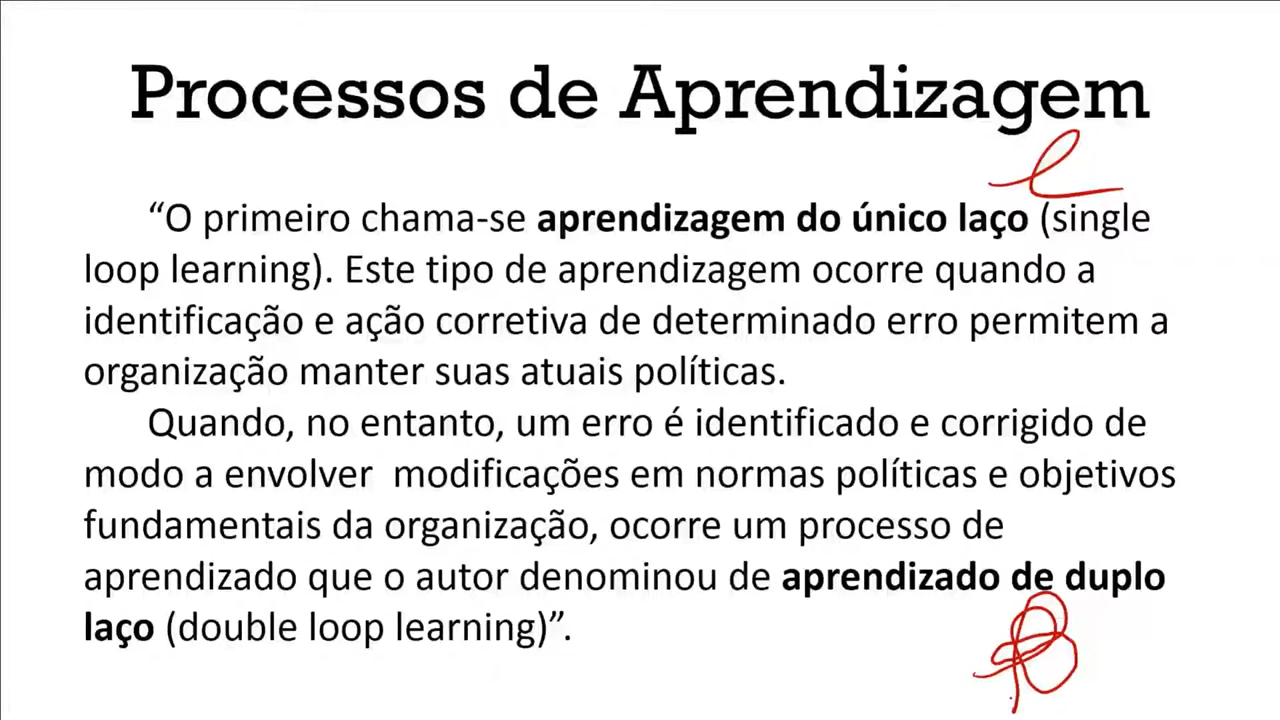 Processos de Aprendizagem
“O primeiro chama-se aprendizagem do único laço (single
loop learning). Este tipo de aprendizagem ocorre quando a
identificação e ação corretiva de determinado erro permitem a
organização manter suas atuais políticas.
Quando, no entanto, um erro é identificado e corrigido de
modo a envolver modificações em normas políticas e objetivos
fundamentais da organização, ocorre um processo de
aprendizado que o autor denominou de aprendizado de duplo
laço (double loop learning)”.